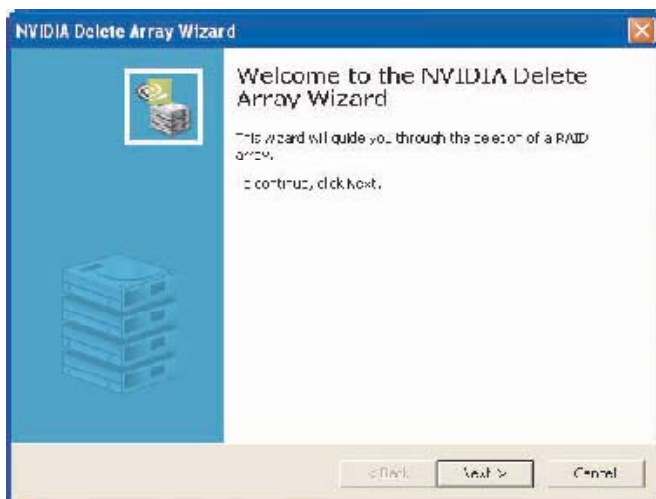 NVIDIA Delete Array Wizard
Welcome to the NVIDIA Delete
Array Wizard
This wizard will guide you through the deletion of a RAID
array.
To continue, click Next.
< Back
Next >
Cancel